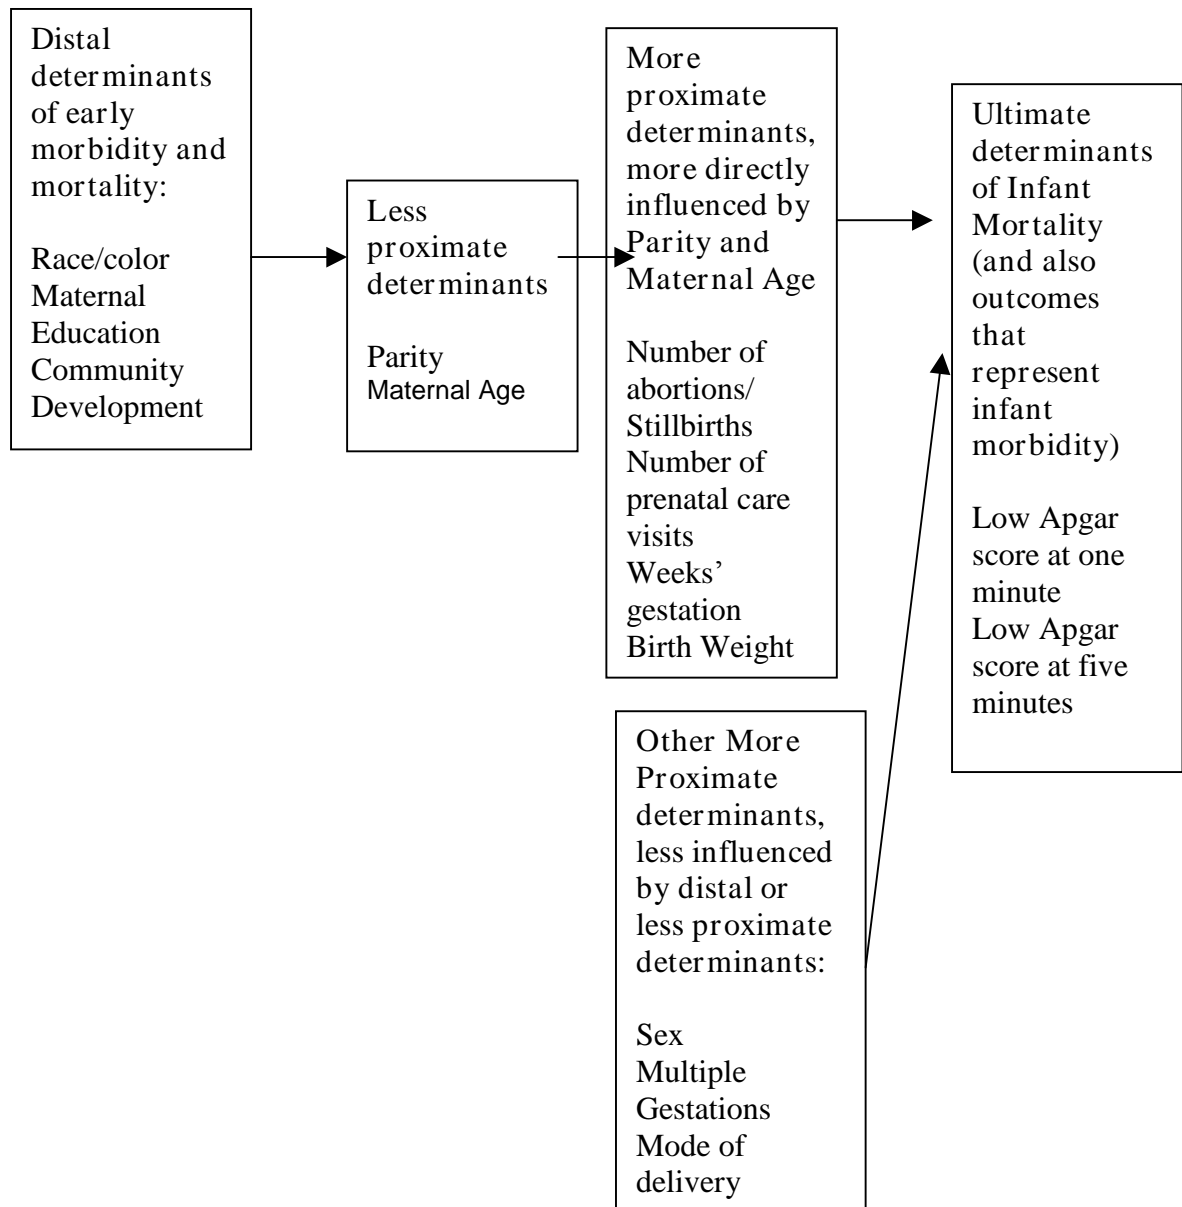 Distal
determinants
of early
morbidity and
mortality:
Race/color
Maternal
Education
Community
Development
Less
proximate
determinants
Parity
Maternal Age
More
proximate
determinants,
more directly
influenced by
Parity and
Maternal Age
Number of
abortions/
Stillbirths
Number of
prenatal care
visits
Weeks’
gestation
Birth Weight
Other More
Proximate
determinants,
less influenced
by distal or
less proximate
determinants:
Sex
Multiple
Gestations
Mode of
delivery
Ultimate
determinants
of Infant
Mortality
(and also
outcomes
that
represent
infant
morbidity)
Low Apgar
score at one
minute
Low Apgar
score at five
minutes